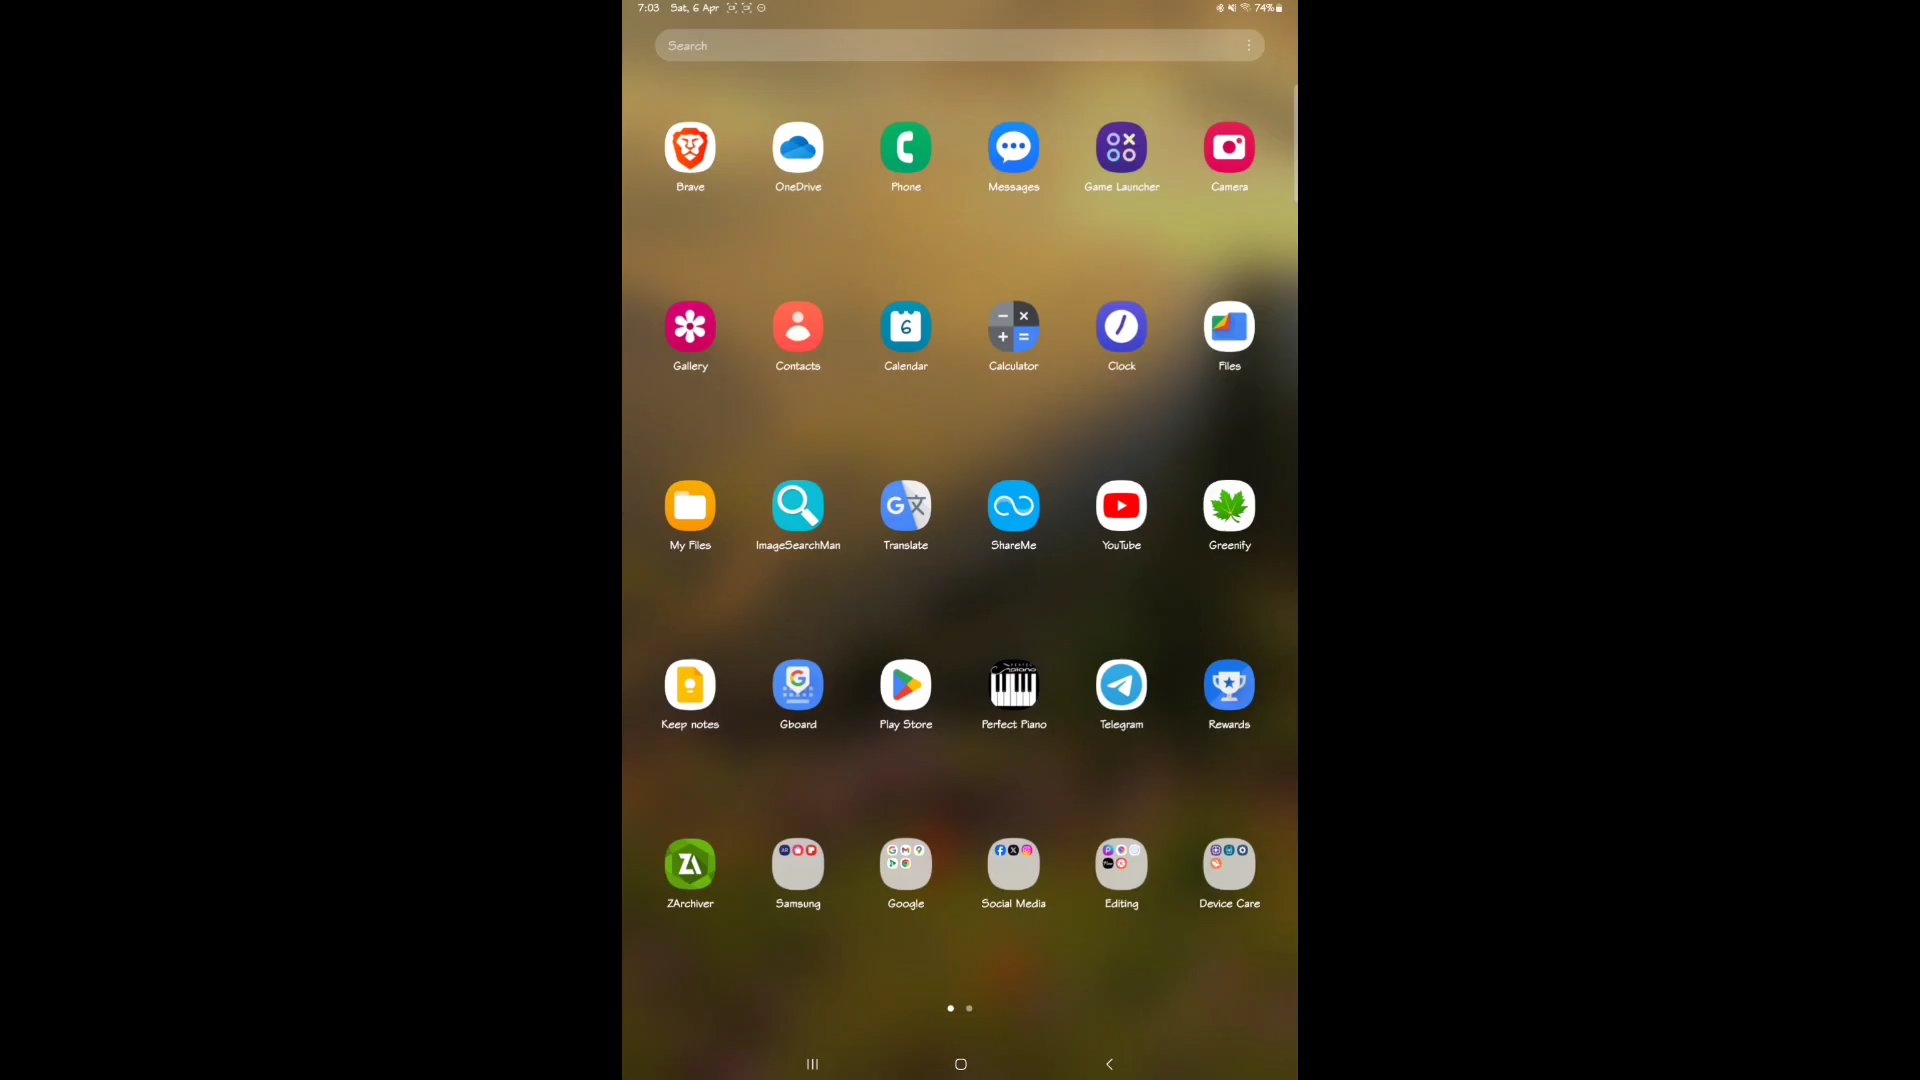 7:03 Sat, 6 Apr 74%
Search
Brave OneDrive Phone Messages Game Launcher Camera
6
Gallery Contacts Calendar Calculator Clock Files
My Files ImageSearchMan Translate ShareMe YouTube Greenify
Keep notes Gboard Play Store Perfect Piano Telegram Rewards
ZA
ZArchiver Samsung Google Social Media Editing Device Care